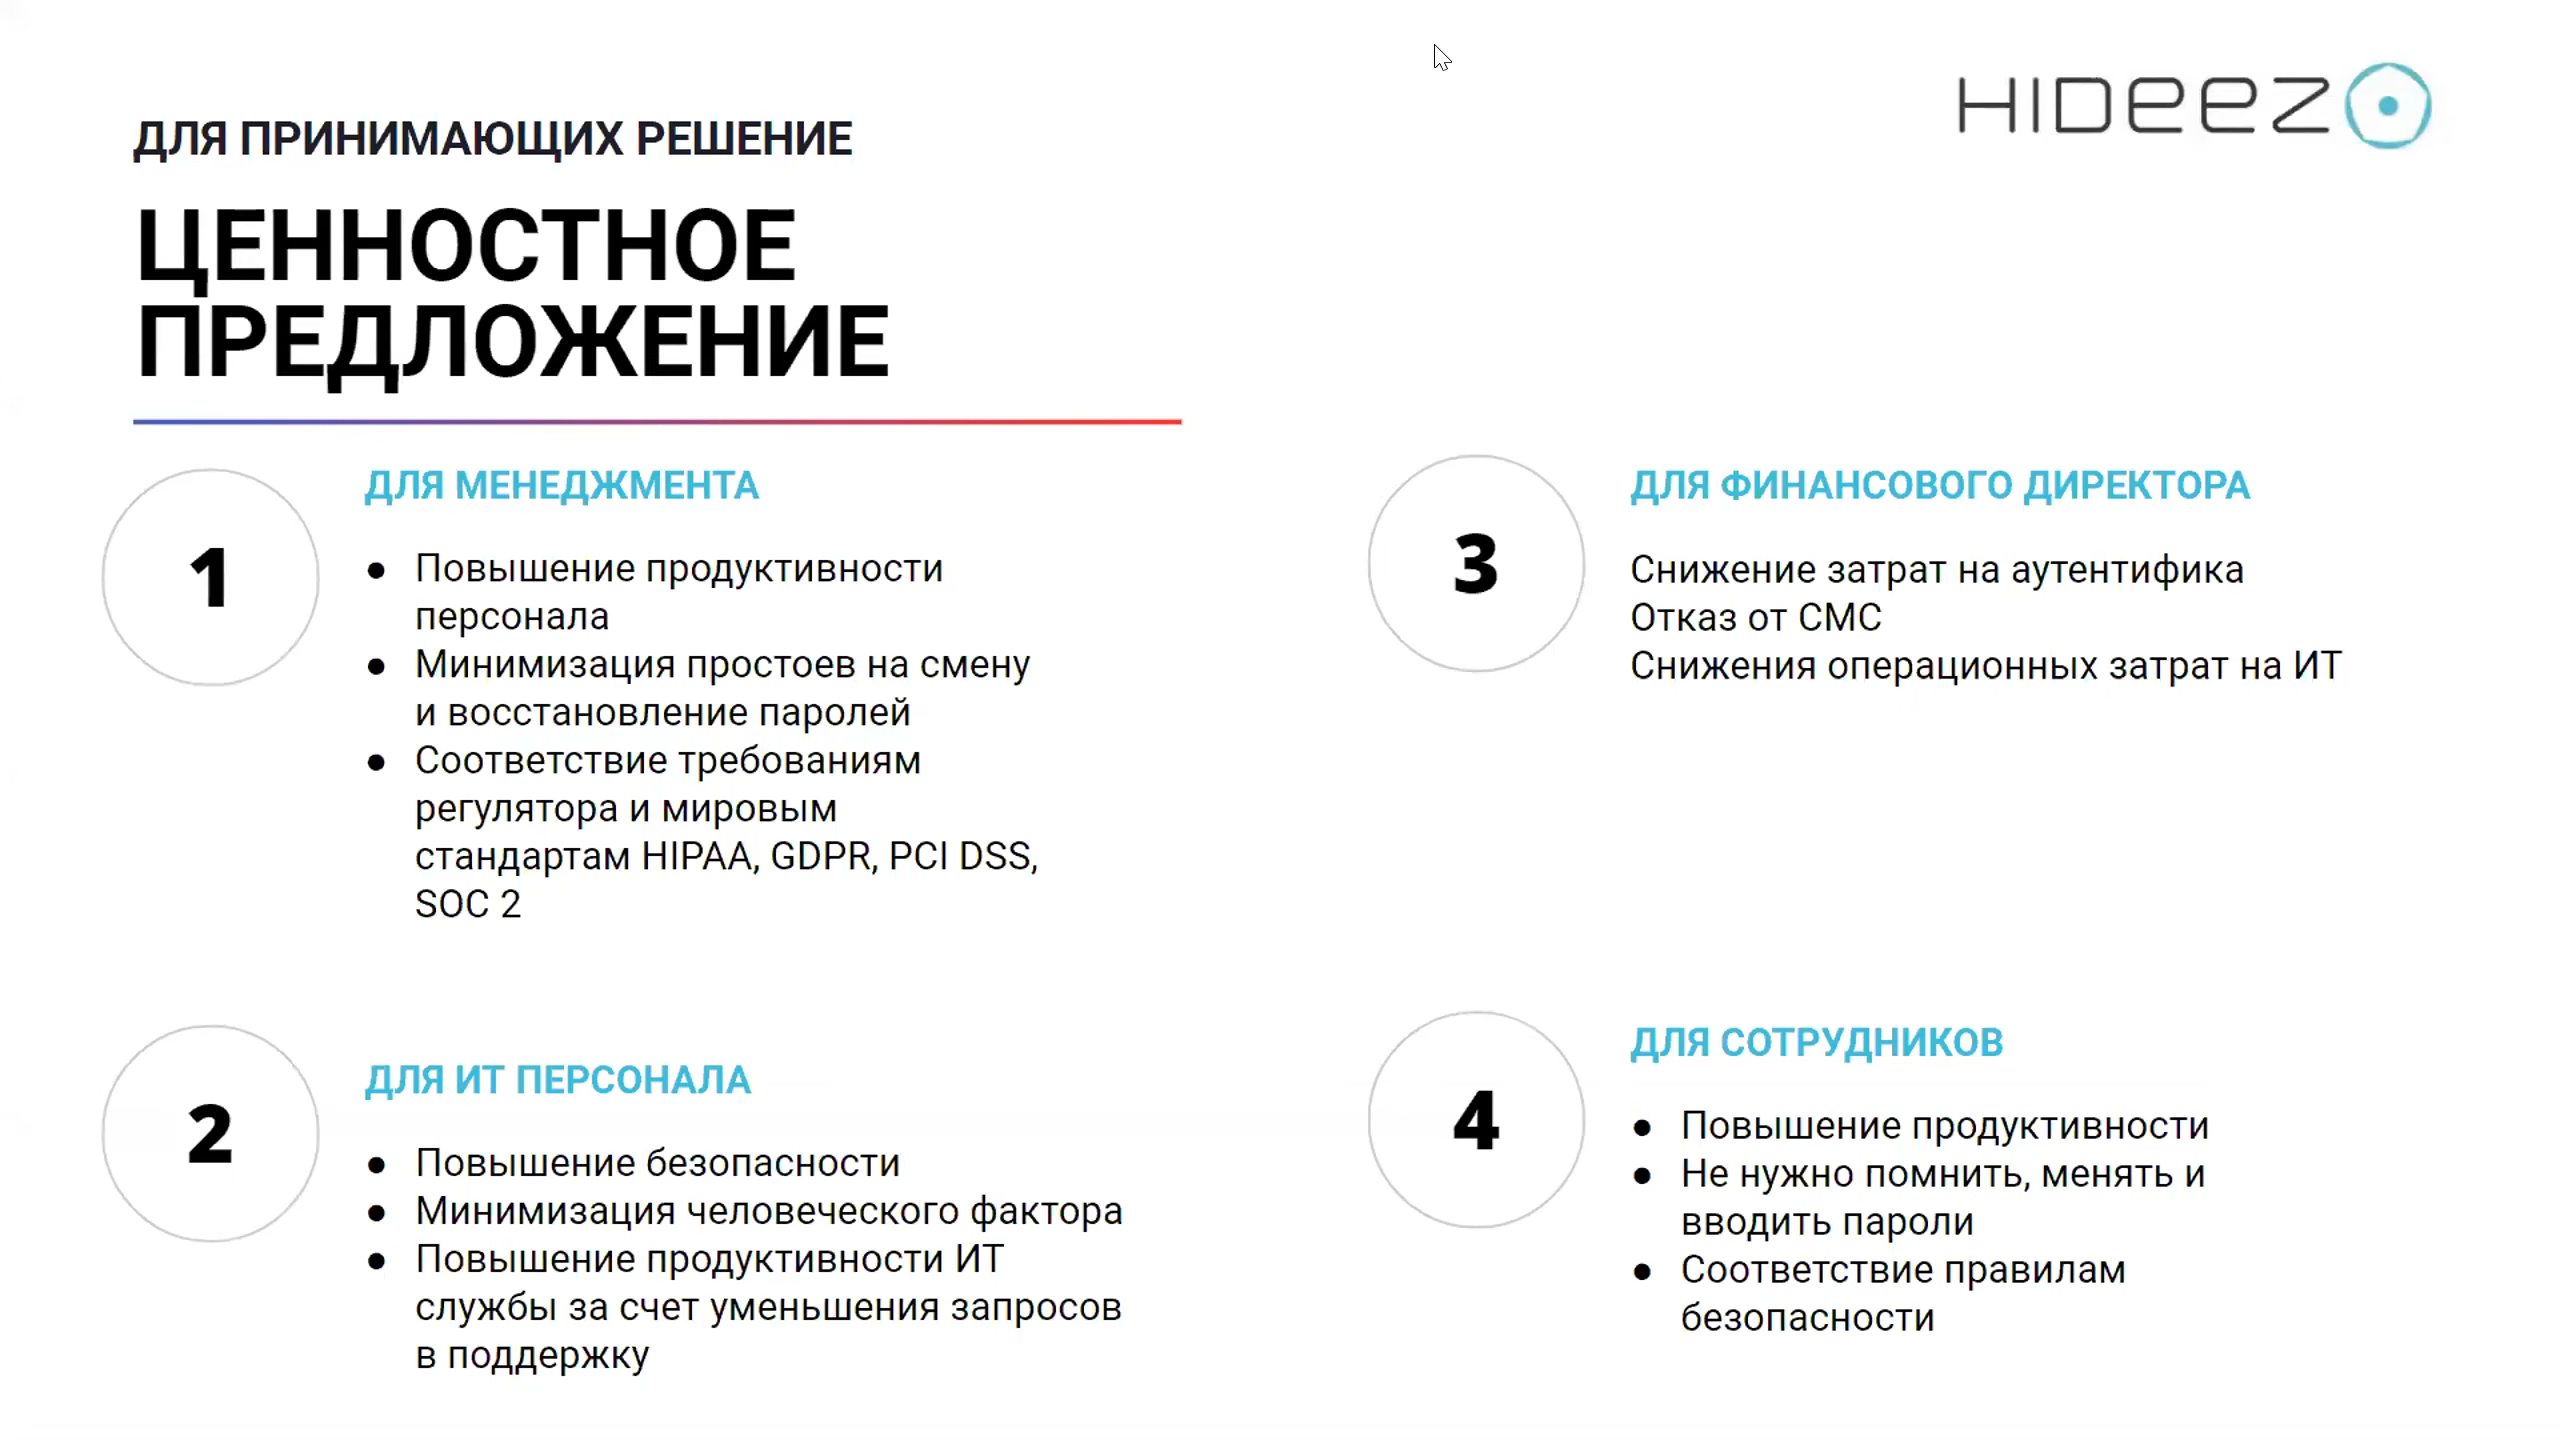 HIDEEZ
ДЛЯ ПРИНИМАЮЩИХ РЕШЕНИЕ
ЦЕННОСТНОЕ
ПРЕДЛОЖЕНИЕ
1
ДЛЯ МЕНЕДЖМЕНТА
● Повышение продуктивности
персонала
● Минимизация простоев на смену
и восстановление паролей
● Соответствие требованиям
регулятора и мировым
стандартам HIPAA, GDPR, PCI DSS,
SOC 2
2
ДЛЯ ИТ ПЕРСОНАЛА
● Повышение безопасности
● Минимизация человеческого фактора
● Повышение продуктивности ИТ
службы за счет уменьшения запросов
в поддержку
3
ДЛЯ ФИНАНСОВОГО ДИРЕКТОРА
Снижение затрат на аутентифика
Отказ от СМС
Снижения операционных затрат на ИТ
4
ДЛЯ СОТРУДНИКОВ
● Повышение продуктивности
● Не нужно помнить, менять и
вводить пароли
● Соответствие правилам
безопасности